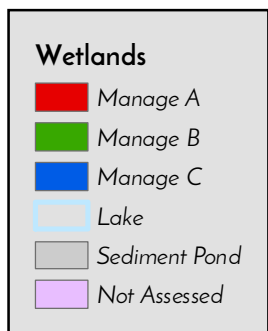 Wetlands
Manage A
Manage B
Manage C
Lake
Sediment Pond
Not Assessed